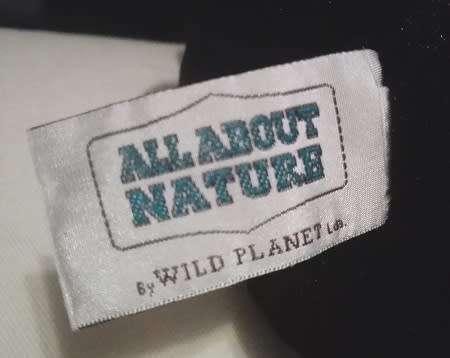 ALL ABOUT
NATURE
By WILD PLANET Ltd.